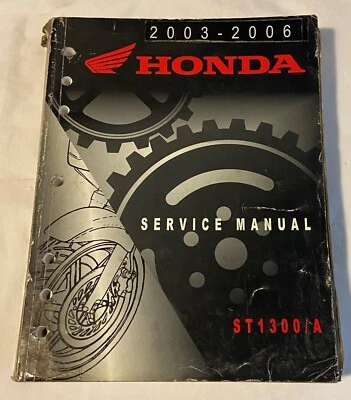 2003-2006
HONDA
SERVICE MANUAL
ST1300/A